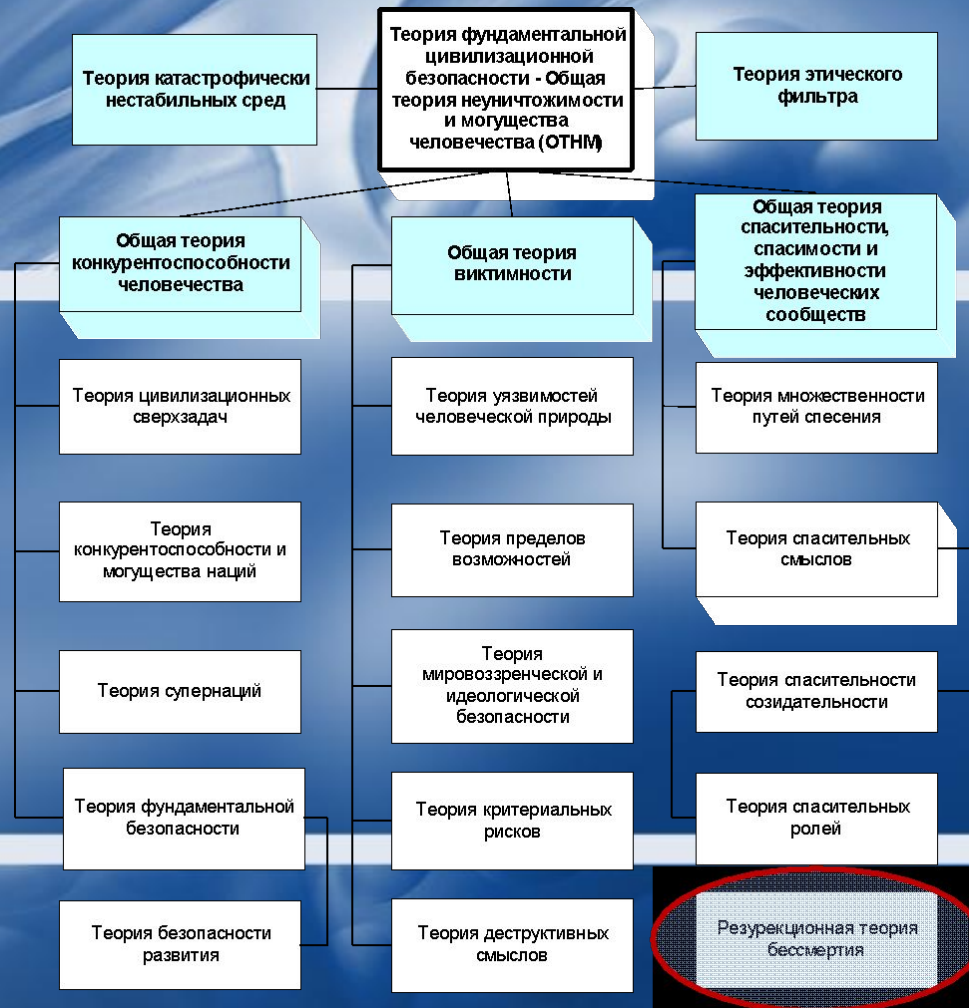 Теория фундаментальной
цивилизационной
безопасности - Общая
теория неуничтожимости
и могущества
человечества (ОТНМ)
Теория катастрофически
нестабильных сред
Теория этического
фильтра
Общая теория
конкурентоспособности
человечества
Общая теория
виктимности
Общая теория
спасительности,
спасимости и
эффективности
человеческих
сообществ
Теория цивилизационных
сверхзадач
Теория уязвимостей
человеческой природы
Теория множественности
путей спесения
Теория
конкурентоспособности и
могущества наций
Теория пределов
возможностей
Теория спасительных
смыслов
Теория супернаций
Теория
мировоззренческой и
идеологической
безопасности
Теория спасительности
созидательности
Теория фундаментальной
безопасности
Теория критериальных
рисков
Теория спасительных
ролей
Теория безопасности
развития
Теория деструктивных
смыслов
Резурекционная теория
бессмертия